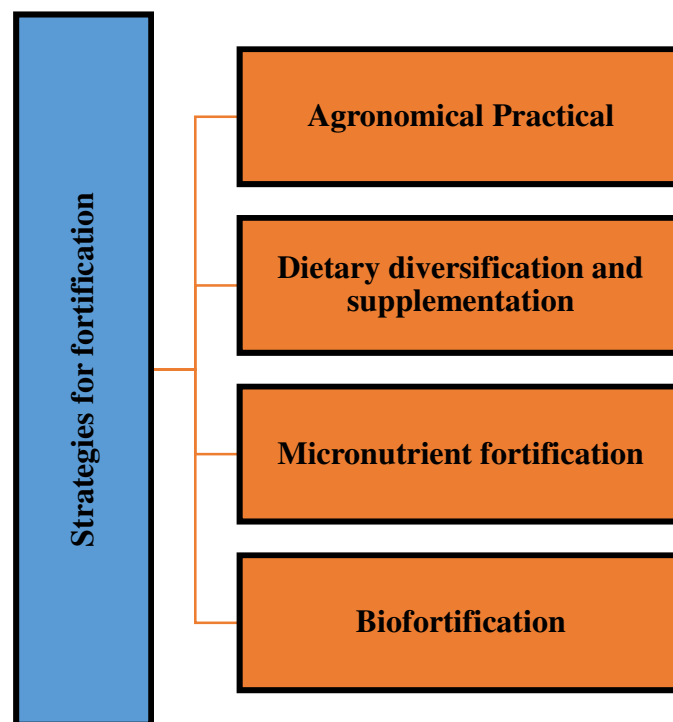 Strategies for fortification
Agronomical Practical
Dietary diversification and
supplementation
Micronutrient fortification
Biofortification